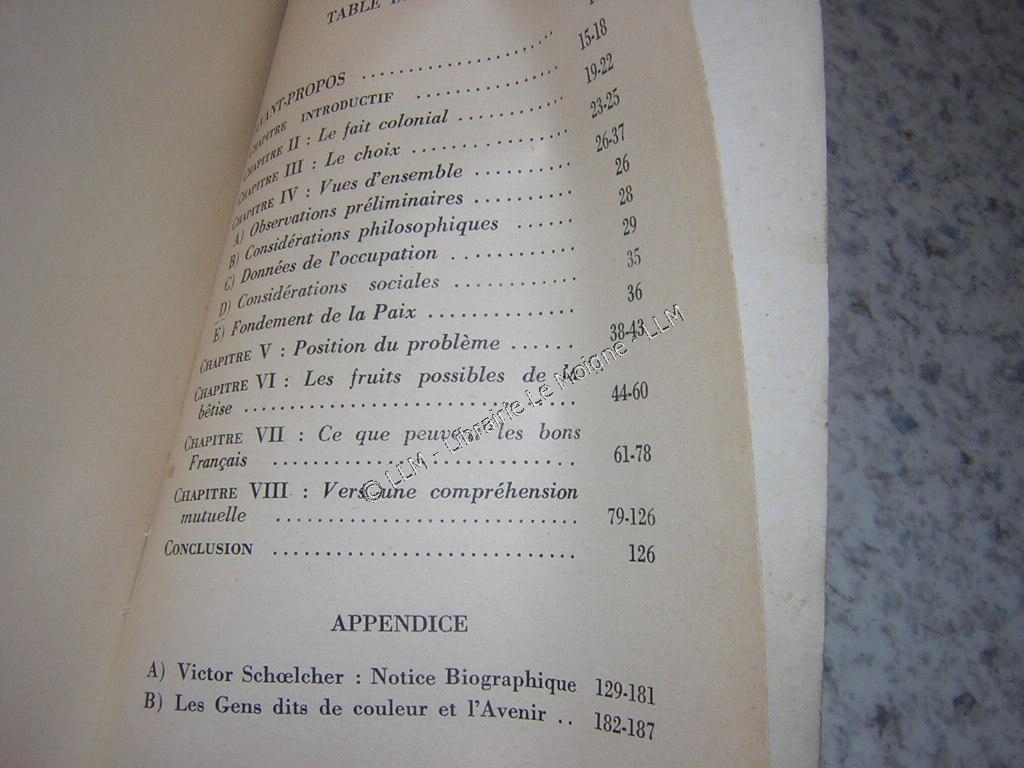 TABLE D
AVANT-PROPOS ........................
CHAPITRE INTRODUCTIF ................ 15-18
CHAPITRE II : Le fait colonial ............ 19-22
CHAPITRE III : Le choix ................ 23-25
CHAPITRE IV : Vues d'ensemble ......... 26-37
A) Observations préliminaires ......... 26
B) Considérations philosophiques ..... 28
C) Données de l'occupation ........... 29
D) Considérations sociales ........... 35
E) Fondement de la Paix ............. 36
CHAPITRE V : Position du problème ...... 38-43
CHAPITRE VI : Les fruits possibles de la
bêtise ................................ 44-60
CHAPITRE VII : Ce que peuvent les bons
Français ............................. 61-78
CHAPITRE VIII : Vers une compréhension
mutuelle ............................ 79-126
CONCLUSION ............................ 126
APPENDICE
A) Victor Schœlcher : Notice Biographique 129-181
B) Les Gens dits de couleur et l'Avenir .. 182-187
© LLM - Librairie Le Moigne - LLM